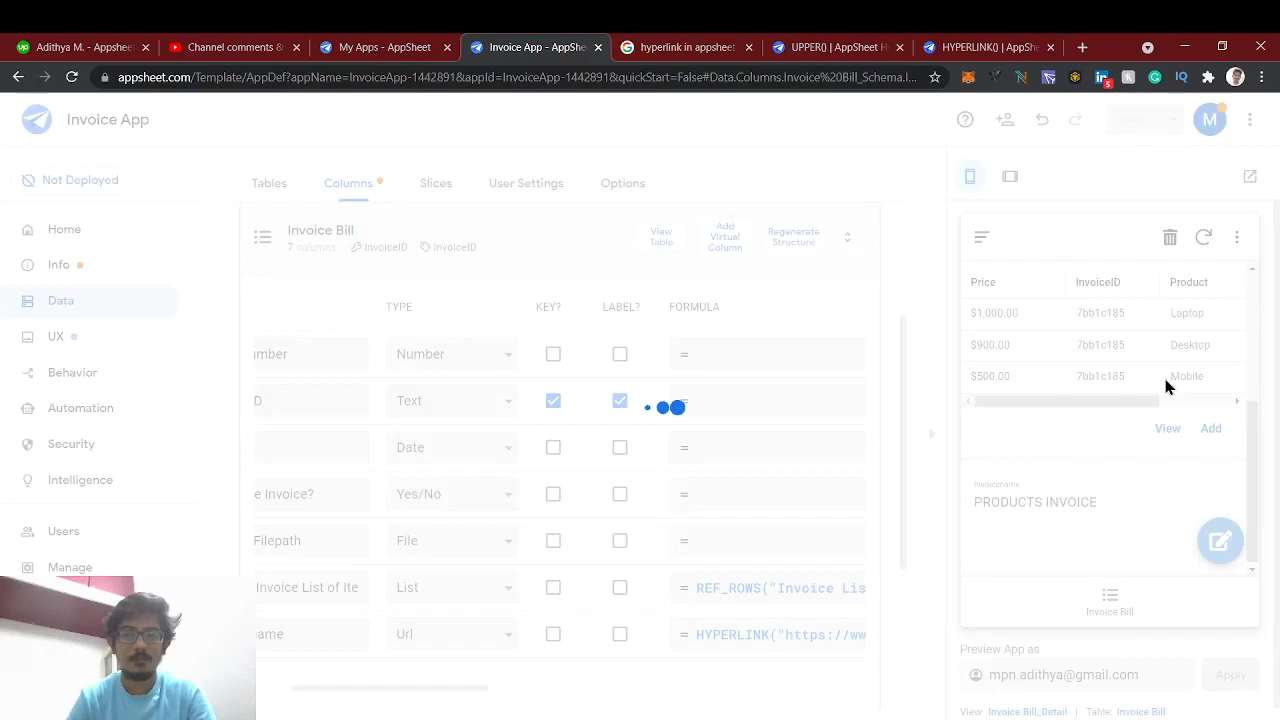 Adithya M. - Appsheet
Channel comments &
My Apps - AppSheet
Invoice App - AppShe
hyperlink in appsheet
UPPER() | AppSheet H
HYPERLINK() | AppShe
appsheet.com/Template/AppDef?appName=InvoiceApp-1442891&appId=InvoiceApp-1442891&quickStart=False#Data.Columns.Invoice%20Bill_Schema.I...
5
Invoice App
M
Not Deployed
Home
Info
Data
UX
Behavior
Automation
Security
Intelligence
Users
Manage
Tables
Columns
Slices
User Settings
Options
Invoice Bill
7 columns: InvoiceID InvoiceID
View Table
Add Virtual Column
Regenerate Structure
TYPE KEY? LABEL? FORMULA
umber Number =
D Text =
Date =
e Invoice? Yes/No =
Filepath File =
Invoice List of Ite List = REF_ROWS("Invoice Lis
name Url = HYPERLINK("https://ww
Price InvoiceID Product
$1,000.00 7bb1c185 Laptop
$900.00 7bb1c185 Desktop
$500.00 7bb1c185 Mobile
View Add
Invoicename
PRODUCTS INVOICE
Invoice Bill
Preview App as
mpn.adithya@gmail.com
Apply
View: Invoice Bill_Detail | Table: Invoice Bill